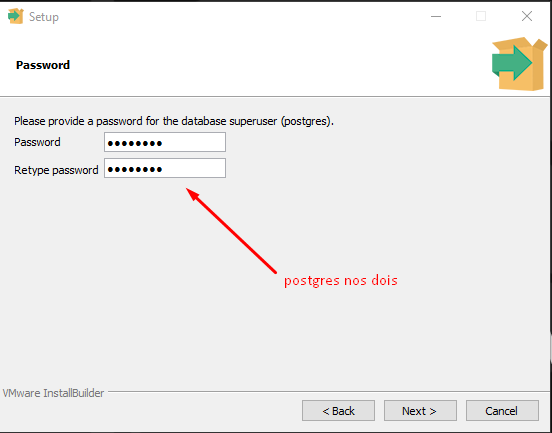 Setup
Password
Please provide a password for the database superuser (postgres).
Password ••••••••
Retype password ••••••••
postgres nos dois
VMware InstallBuilder
< Back Next > Cancel